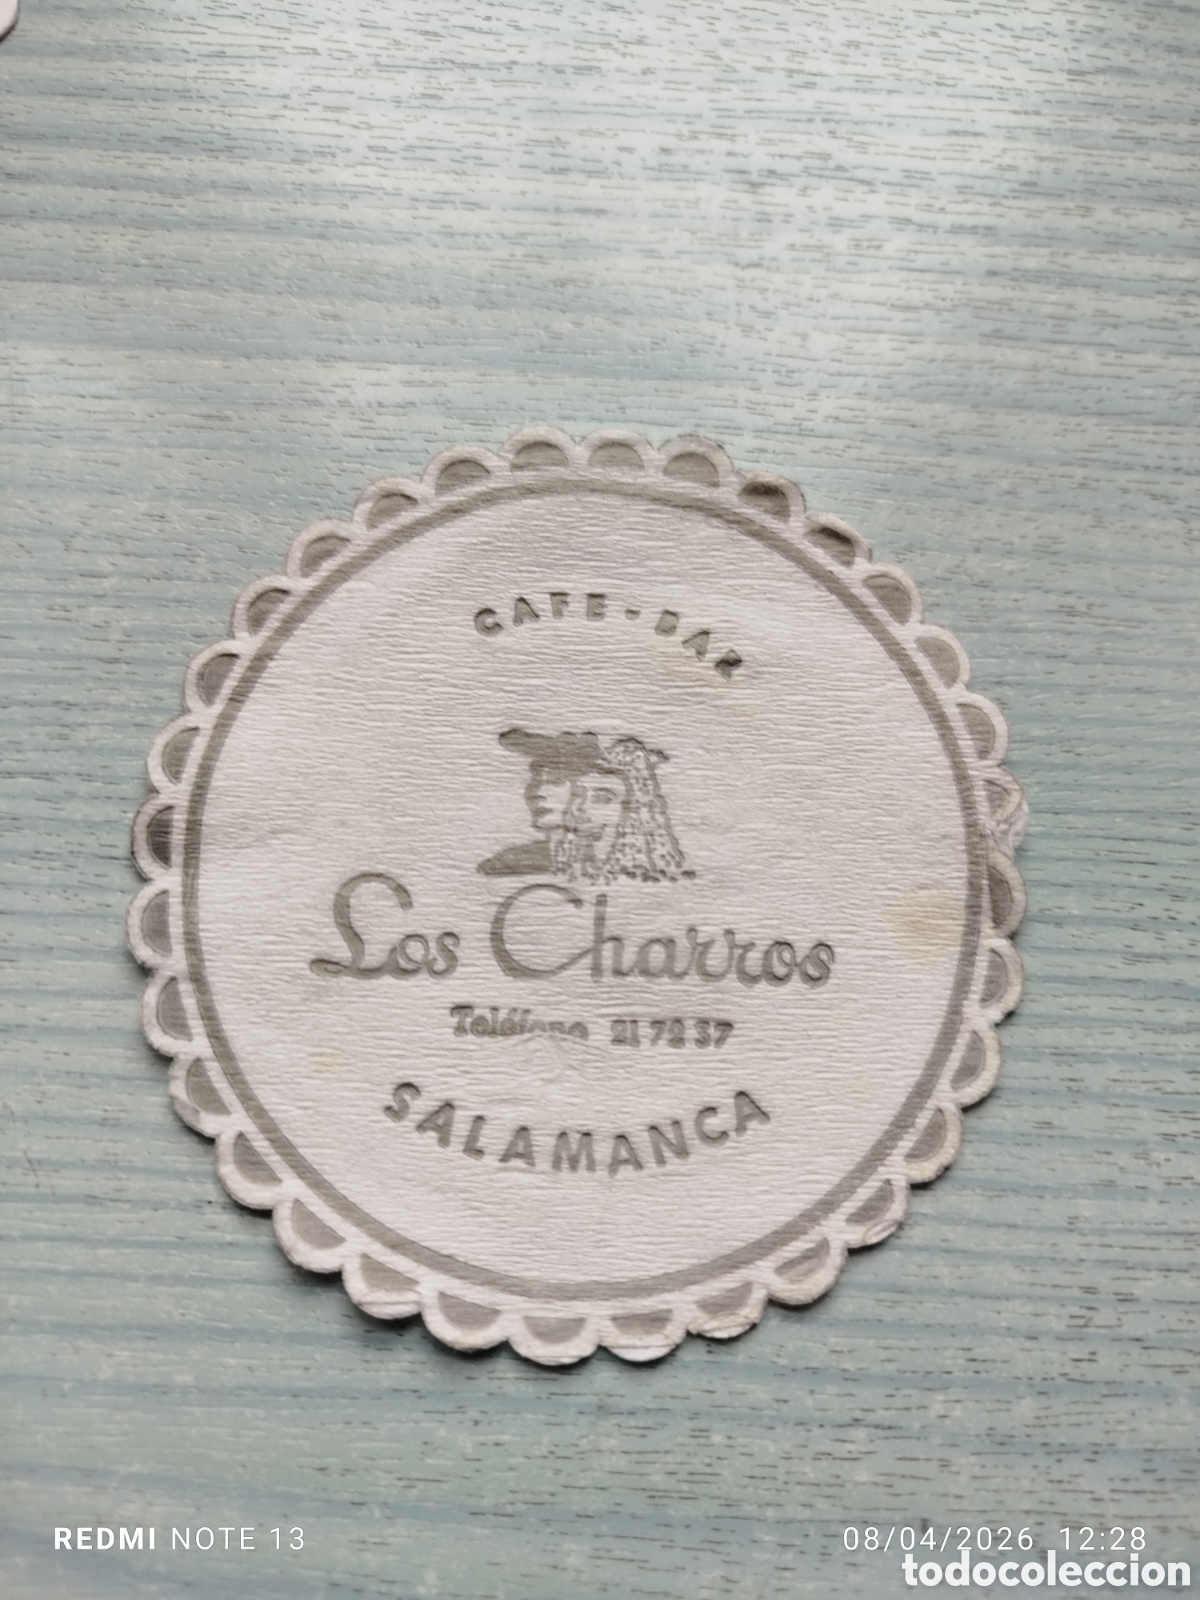 CAFE-BAR
Los Charros
Teléfono 21 72 37
SALAMANCA
REDMI NOTE 13
08/04/2026 12:28
todocoleccion